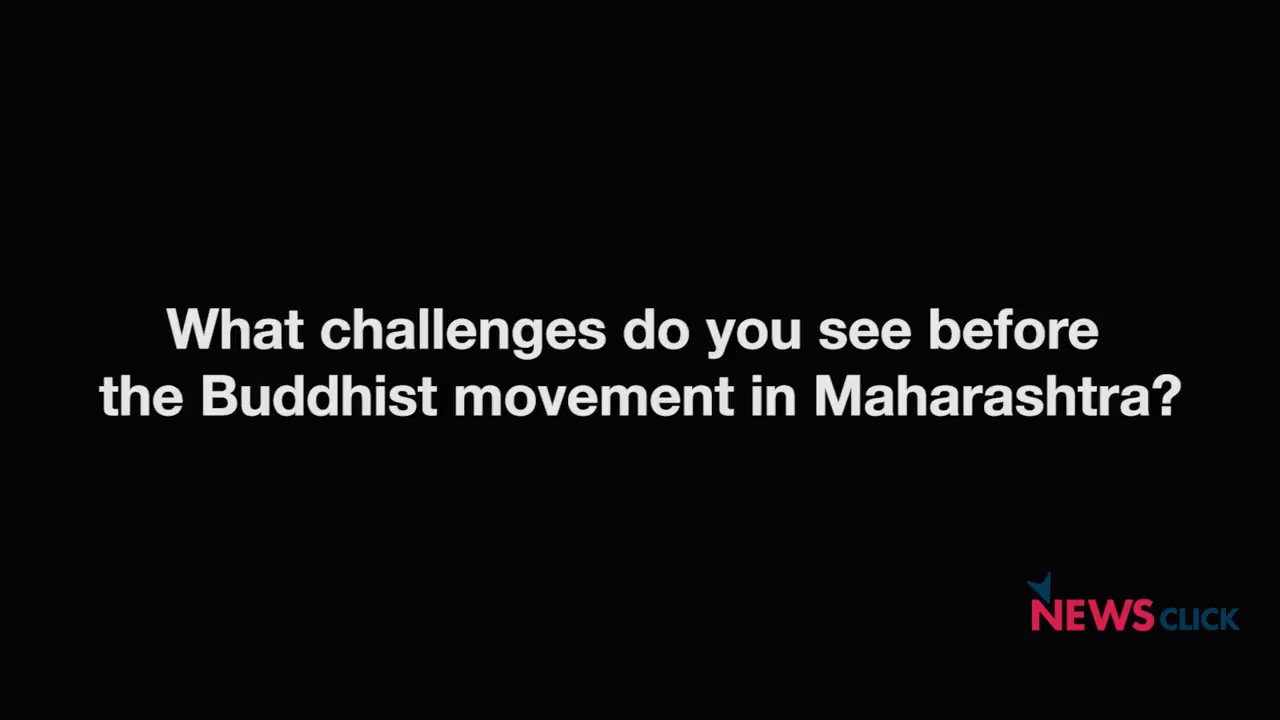 What challenges do you see before
the Buddhist movement in Maharashtra?
NEWSCLICK